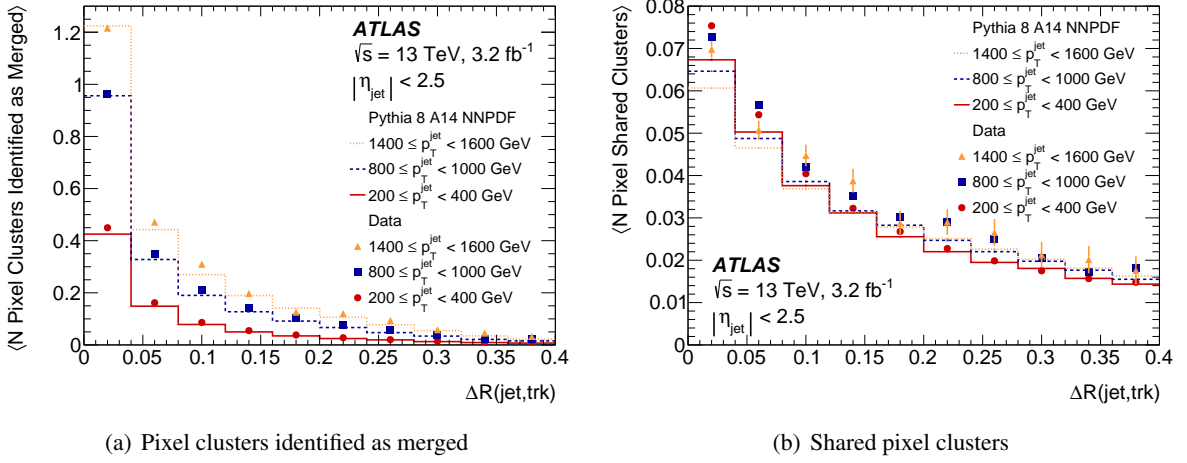 ⟨N Pixel Clusters Identified as Merged⟩
1.2
1
0.8
0.6
0.4
0.2
0
0 0.05 0.1 0.15 0.2 0.25 0.3 0.35 0.4
ΔR(jet,trk)
ATLAS
√s = 13 TeV, 3.2 fb⁻¹
|η_jet| < 2.5
Pythia 8 A14 NNPDF
1400 ≤ p_T^jet < 1600 GeV
800 ≤ p_T^jet < 1000 GeV
200 ≤ p_T^jet < 400 GeV
Data
1400 ≤ p_T^jet < 1600 GeV
800 ≤ p_T^jet < 1000 GeV
200 ≤ p_T^jet < 400 GeV
(a) Pixel clusters identified as merged
⟨N Pixel Shared Clusters⟩
0.08
0.07
0.06
0.05
0.04
0.03
0.02
0.01
0
0 0.05 0.1 0.15 0.2 0.25 0.3 0.35 0.4
ΔR(jet,trk)
Pythia 8 A14 NNPDF
1400 ≤ p_T^jet < 1600 GeV
800 ≤ p_T^jet < 1000 GeV
200 ≤ p_T^jet < 400 GeV
Data
1400 ≤ p_T^jet < 1600 GeV
800 ≤ p_T^jet < 1000 GeV
200 ≤ p_T^jet < 400 GeV
ATLAS
√s = 13 TeV, 3.2 fb⁻¹
|η_jet| < 2.5
(b) Shared pixel clusters